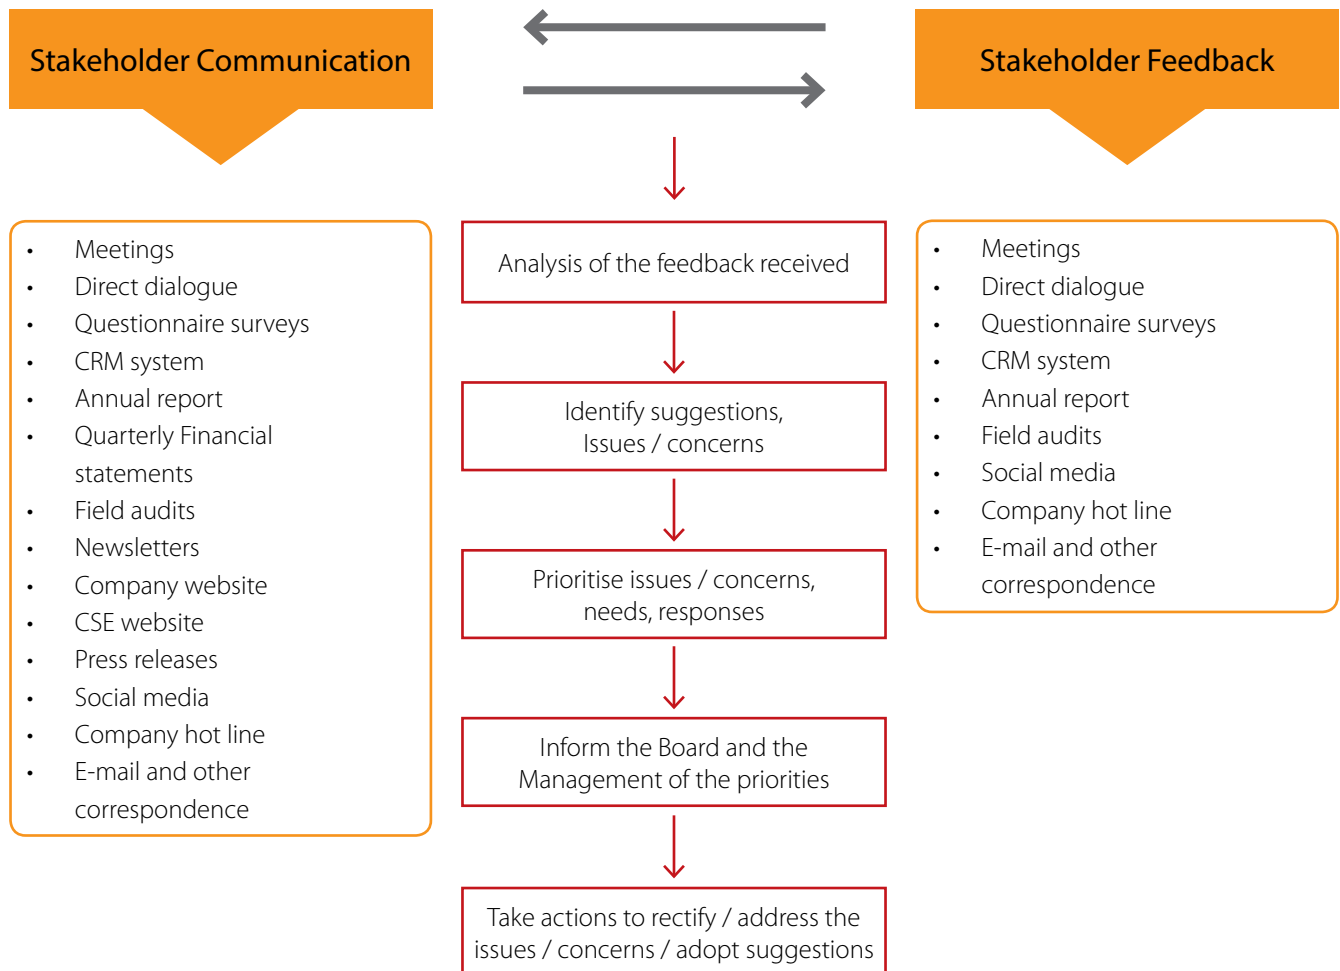 Stakeholder Communication
Stakeholder Feedback
• Meetings
• Direct dialogue
• Questionnaire surveys
• CRM system
• Annual report
• Quarterly Financial
statements
• Field audits
• Newsletters
• Company website
• CSE website
• Press releases
• Social media
• Company hot line
• E-mail and other
correspondence
Analysis of the feedback received
Identify suggestions,
Issues / concerns
Prioritise issues / concerns,
needs, responses
Inform the Board and the
Management of the priorities
Take actions to rectify / address the
issues / concerns / adopt suggestions
• Meetings
• Direct dialogue
• Questionnaire surveys
• CRM system
• Annual report
• Field audits
• Social media
• Company hot line
• E-mail and other
correspondence